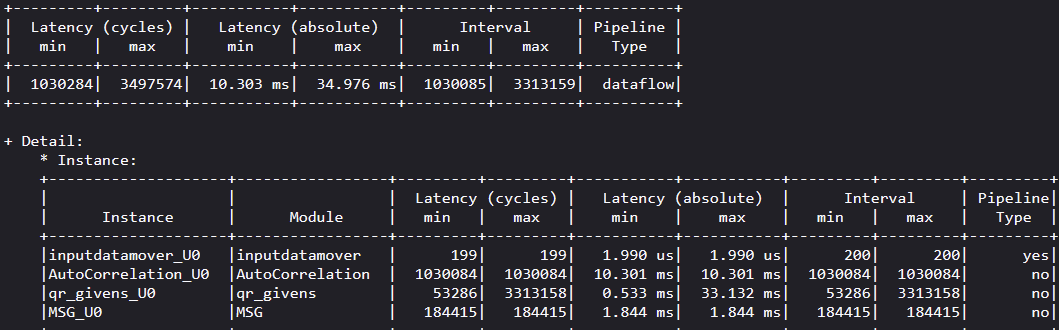 +---------+---------+-----------+-----------+---------+---------+----------+
|  Latency (cycles) |   Latency (absolute)  |      Interval     | Pipeline |
|   min   |   max   |    min    |    max    |   min   |   max   |   Type   |
+---------+---------+-----------+-----------+---------+---------+----------+
|  1030284|  3497574|  10.303 ms|  34.976 ms|  1030085|  3313159|  dataflow|
+---------+---------+-----------+-----------+---------+---------+----------+
+ Detail:
* Instance:
+--------------------+-----------------+---------+---------+-----------+-----------+---------+---------+---------+
|                    |                 |  Latency (cycles) |   Latency (absolute)  |      Interval     | Pipeline|
|      Instance      |      Module     |   min   |   max   |    min    |    max    |   min   |   max   |   Type  |
+--------------------+-----------------+---------+---------+-----------+-----------+---------+---------+---------+
|inputdatamover_U0   |inputdatamover   |      199|      199|   1.990 us|   1.990 us|      200|      200|      yes|
|AutoCorrelation_U0  |AutoCorrelation  |  1030084|  1030084|  10.301 ms|  10.301 ms|  1030084|  1030084|       no|
|qr_givens_U0        |qr_givens        |    53286|  3313158|   0.533 ms|  33.132 ms|    53286|  3313158|       no|
|MSG_U0              |MSG              |   184415|   184415|   1.844 ms|   1.844 ms|   184415|   184415|       no|